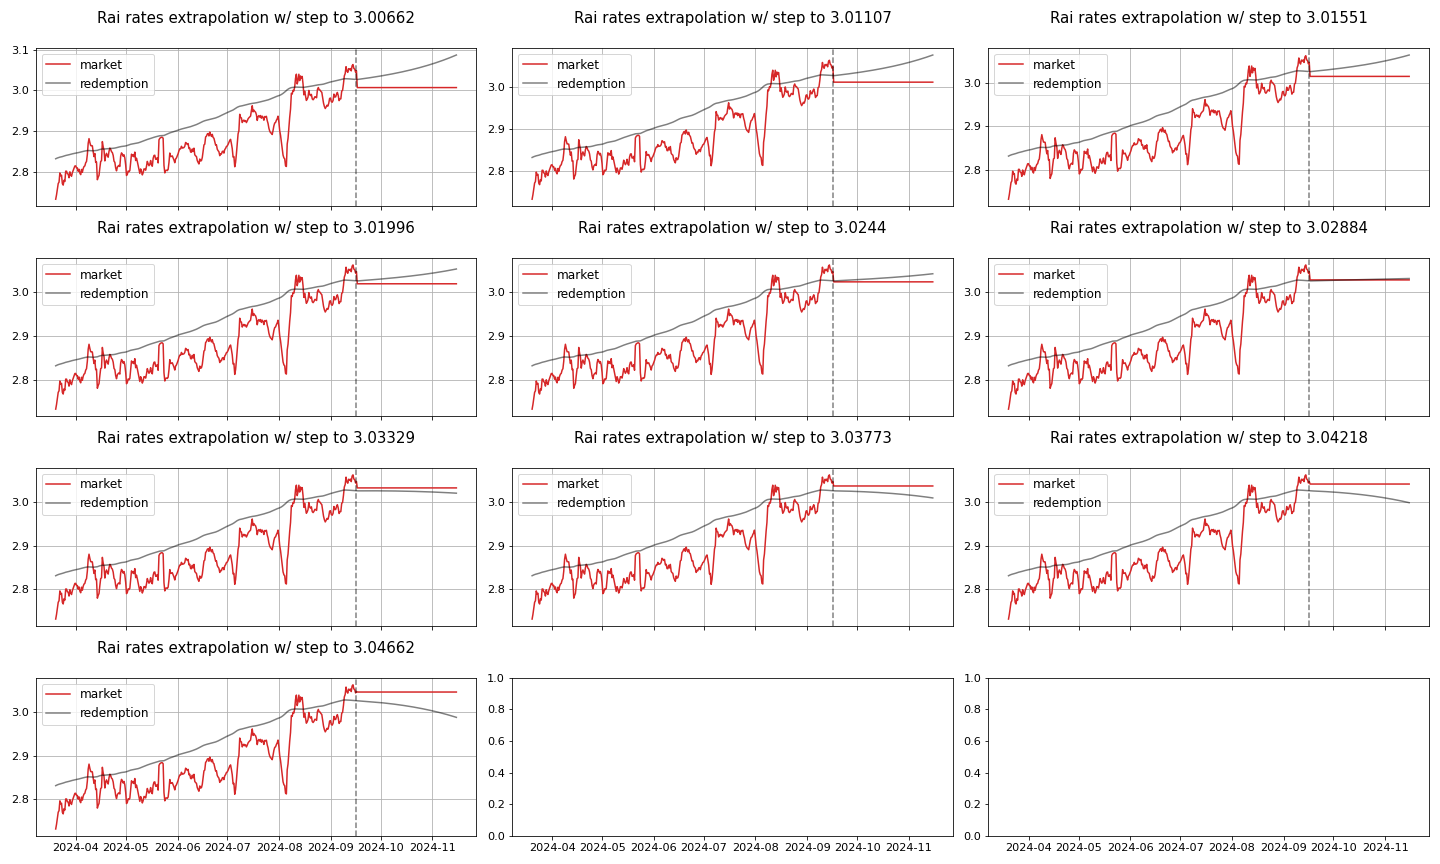 Rai rates extrapolation w/ step to 3.00662
Rai rates extrapolation w/ step to 3.01107
Rai rates extrapolation w/ step to 3.01551
3.1
3.0
2.9
2.8
market
redemption
3.0
2.9
2.8
market
redemption
3.0
2.9
2.8
market
redemption
Rai rates extrapolation w/ step to 3.01996
Rai rates extrapolation w/ step to 3.0244
Rai rates extrapolation w/ step to 3.02884
3.0
2.9
2.8
market
redemption
3.0
2.9
2.8
market
redemption
3.0
2.9
2.8
market
redemption
Rai rates extrapolation w/ step to 3.03329
Rai rates extrapolation w/ step to 3.03773
Rai rates extrapolation w/ step to 3.04218
3.0
2.9
2.8
market
redemption
3.0
2.9
2.8
market
redemption
3.0
2.9
2.8
market
redemption
Rai rates extrapolation w/ step to 3.04662
3.0
2.9
2.8
market
redemption
2024-04 2024-05 2024-06 2024-07 2024-08 2024-09 2024-10 2024-11
1.0
0.8
0.6
0.4
0.2
0.0
2024-04 2024-05 2024-06 2024-07 2024-08 2024-09 2024-10 2024-11
1.0
0.8
0.6
0.4
0.2
0.0
2024-04 2024-05 2024-06 2024-07 2024-08 2024-09 2024-10 2024-11